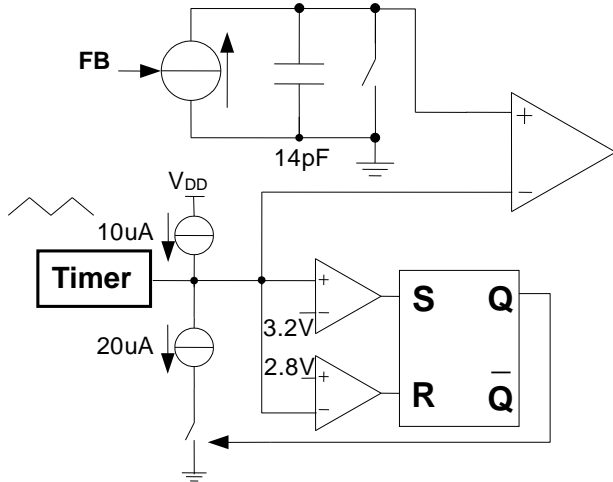 FB
14pF
+
−
VDD
10uA
Timer
+
−
3.2V
20uA
2.8V
+
−
S Q
R Q̅